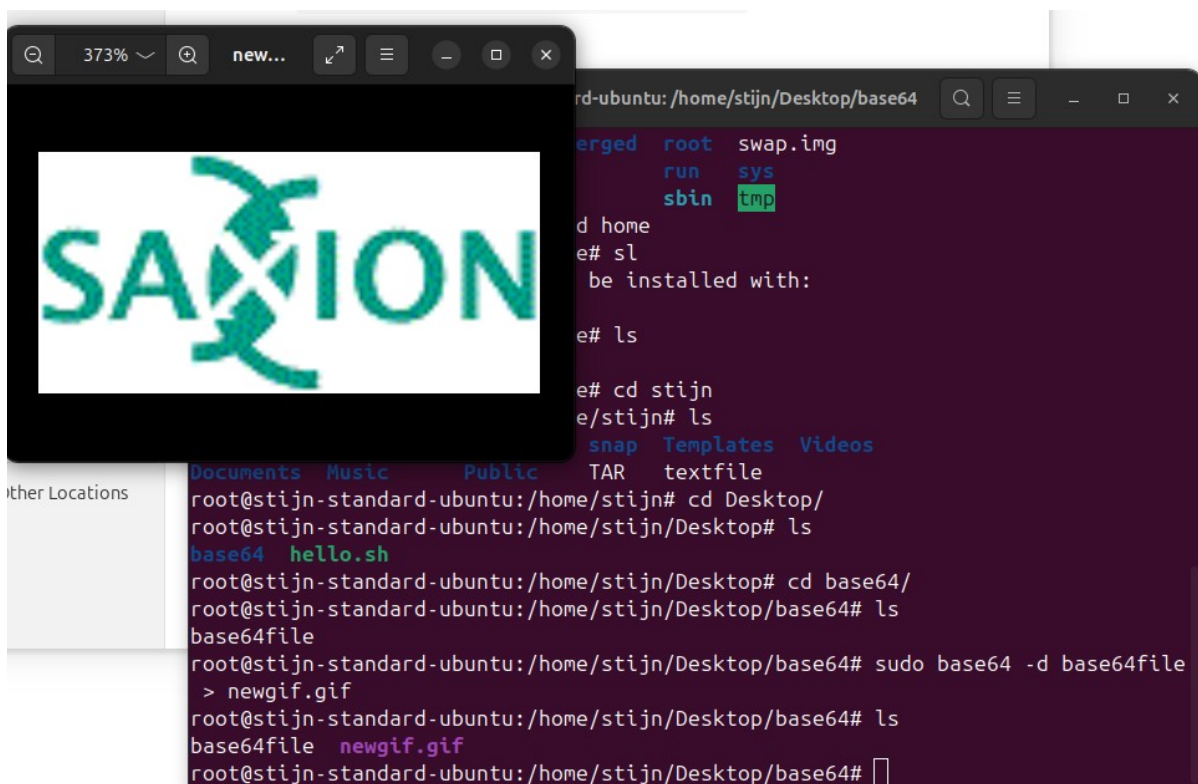 373%
new...
SAXION
rd-ubuntu: /home/stijn/Desktop/base64
erged root swap.img
run sys
sbin tmp
d home
e# sl
be installed with:
e# ls
e# cd stijn
e/stijn# ls
snap Templates Videos
Documents Music Public TAR textfile
ther Locations
root@stijn-standard-ubuntu:/home/stijn# cd Desktop/
root@stijn-standard-ubuntu:/home/stijn/Desktop# ls
base64 hello.sh
root@stijn-standard-ubuntu:/home/stijn/Desktop# cd base64/
root@stijn-standard-ubuntu:/home/stijn/Desktop/base64# ls
base64file
root@stijn-standard-ubuntu:/home/stijn/Desktop/base64# sudo base64 -d base64file
> newgif.gif
root@stijn-standard-ubuntu:/home/stijn/Desktop/base64# ls
base64file newgif.gif
root@stijn-standard-ubuntu:/home/stijn/Desktop/base64#